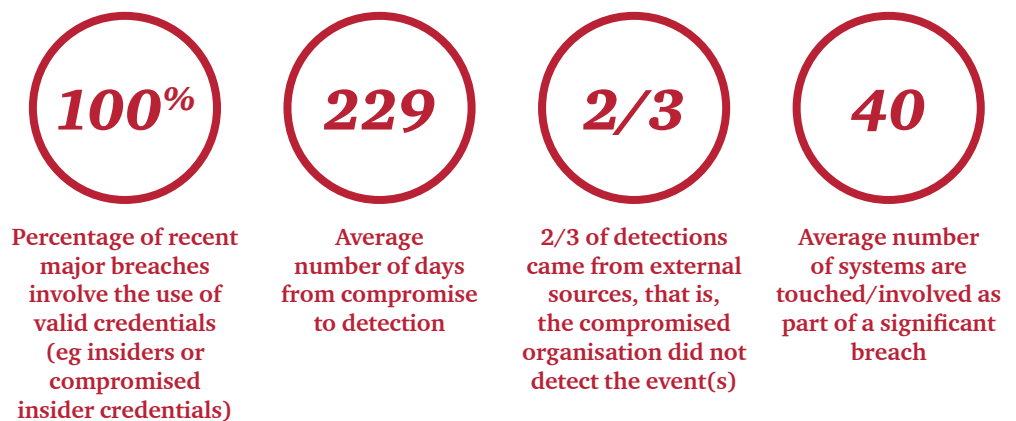 100%
Percentage of recent
major breaches
involve the use of
valid credentials
(eg insiders or
compromised
insider credentials)
229
Average
number of days
from compromise
to detection
2/3
2/3 of detections
came from external
sources, that is,
the compromised
organisation did not
detect the event(s)
40
Average number
of systems are
touched/involved as
part of a significant
breach